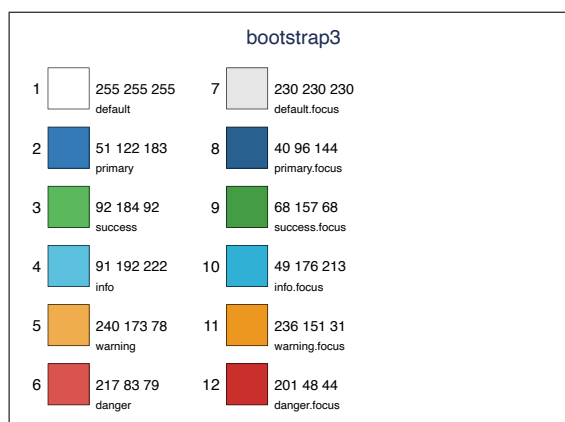 bootstrap3
1 255 255 255
default
2 51 122 183
primary
3 92 184 92
success
4 91 192 222
info
5 240 173 78
warning
6 217 83 79
danger
7 230 230 230
default.focus
8 40 96 144
primary.focus
9 68 157 68
success.focus
10 49 176 213
info.focus
11 236 151 31
warning.focus
12 201 48 44
danger.focus